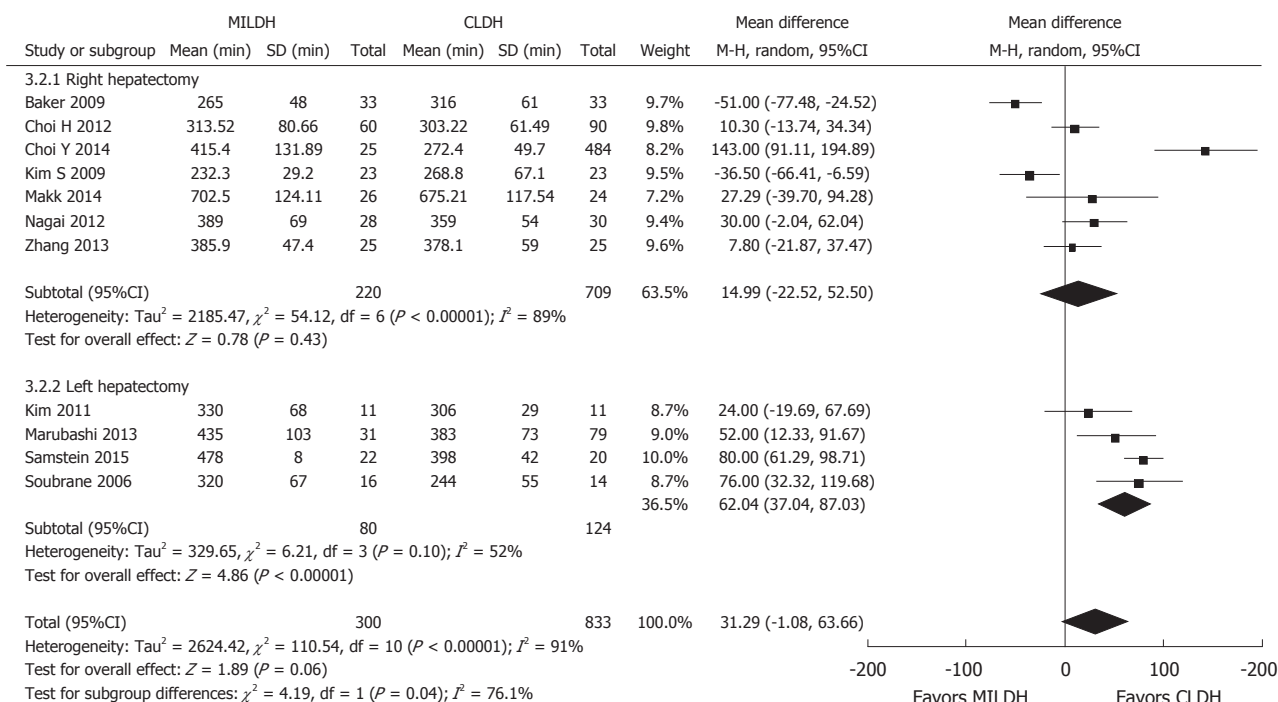 MILDH CLDH Mean difference Mean difference
Study or subgroup Mean (min) SD (min) Total Mean (min) SD (min) Total Weight M-H, random, 95%CI M-H, random, 95%CI
3.2.1 Right hepatectomy
Baker 2009 265 48 33 316 61 33 9.7% -51.00 (-77.48, -24.52)
Choi H 2012 313.52 80.66 60 303.22 61.49 90 9.8% 10.30 (-13.74, 34.34)
Choi Y 2014 415.4 131.89 25 272.4 49.7 484 8.2% 143.00 (91.11, 194.89)
Kim S 2009 232.3 29.2 23 268.8 67.1 23 9.5% -36.50 (-66.41, -6.59)
Makk 2014 702.5 124.11 26 675.21 117.54 24 7.2% 27.29 (-39.70, 94.28)
Nagai 2012 389 69 28 359 54 30 9.4% 30.00 (-2.04, 62.04)
Zhang 2013 385.9 47.4 25 378.1 59 25 9.6% 7.80 (-21.87, 37.47)
Subtotal (95%CI) 220 709 63.5% 14.99 (-22.52, 52.50)
Heterogeneity: Tau² = 2185.47, χ² = 54.12, df = 6 (P < 0.00001); I² = 89%
Test for overall effect: Z = 0.78 (P = 0.43)
3.2.2 Left hepatectomy
Kim 2011 330 68 11 306 29 11 8.7% 24.00 (-19.69, 67.69)
Marubashi 2013 435 103 31 383 73 79 9.0% 52.00 (12.33, 91.67)
Samstein 2015 478 8 22 398 42 20 10.0% 80.00 (61.29, 98.71)
Soubrane 2006 320 67 16 244 55 14 8.7% 76.00 (32.32, 119.68)
36.5% 62.04 (37.04, 87.03)
Subtotal (95%CI) 80 124
Heterogeneity: Tau² = 329.65, χ² = 6.21, df = 3 (P = 0.10); I² = 52%
Test for overall effect: Z = 4.86 (P < 0.00001)
Total (95%CI) 300 833 100.0% 31.29 (-1.08, 63.66)
Heterogeneity: Tau² = 2624.42, χ² = 110.54, df = 10 (P < 0.00001); I² = 91%
Test for overall effect: Z = 1.89 (P = 0.06)
Test for subgroup differences: χ² = 4.19, df = 1 (P = 0.04); I² = 76.1%
-200 -100 0 100 -200
Favors MILDH Favors CLDH